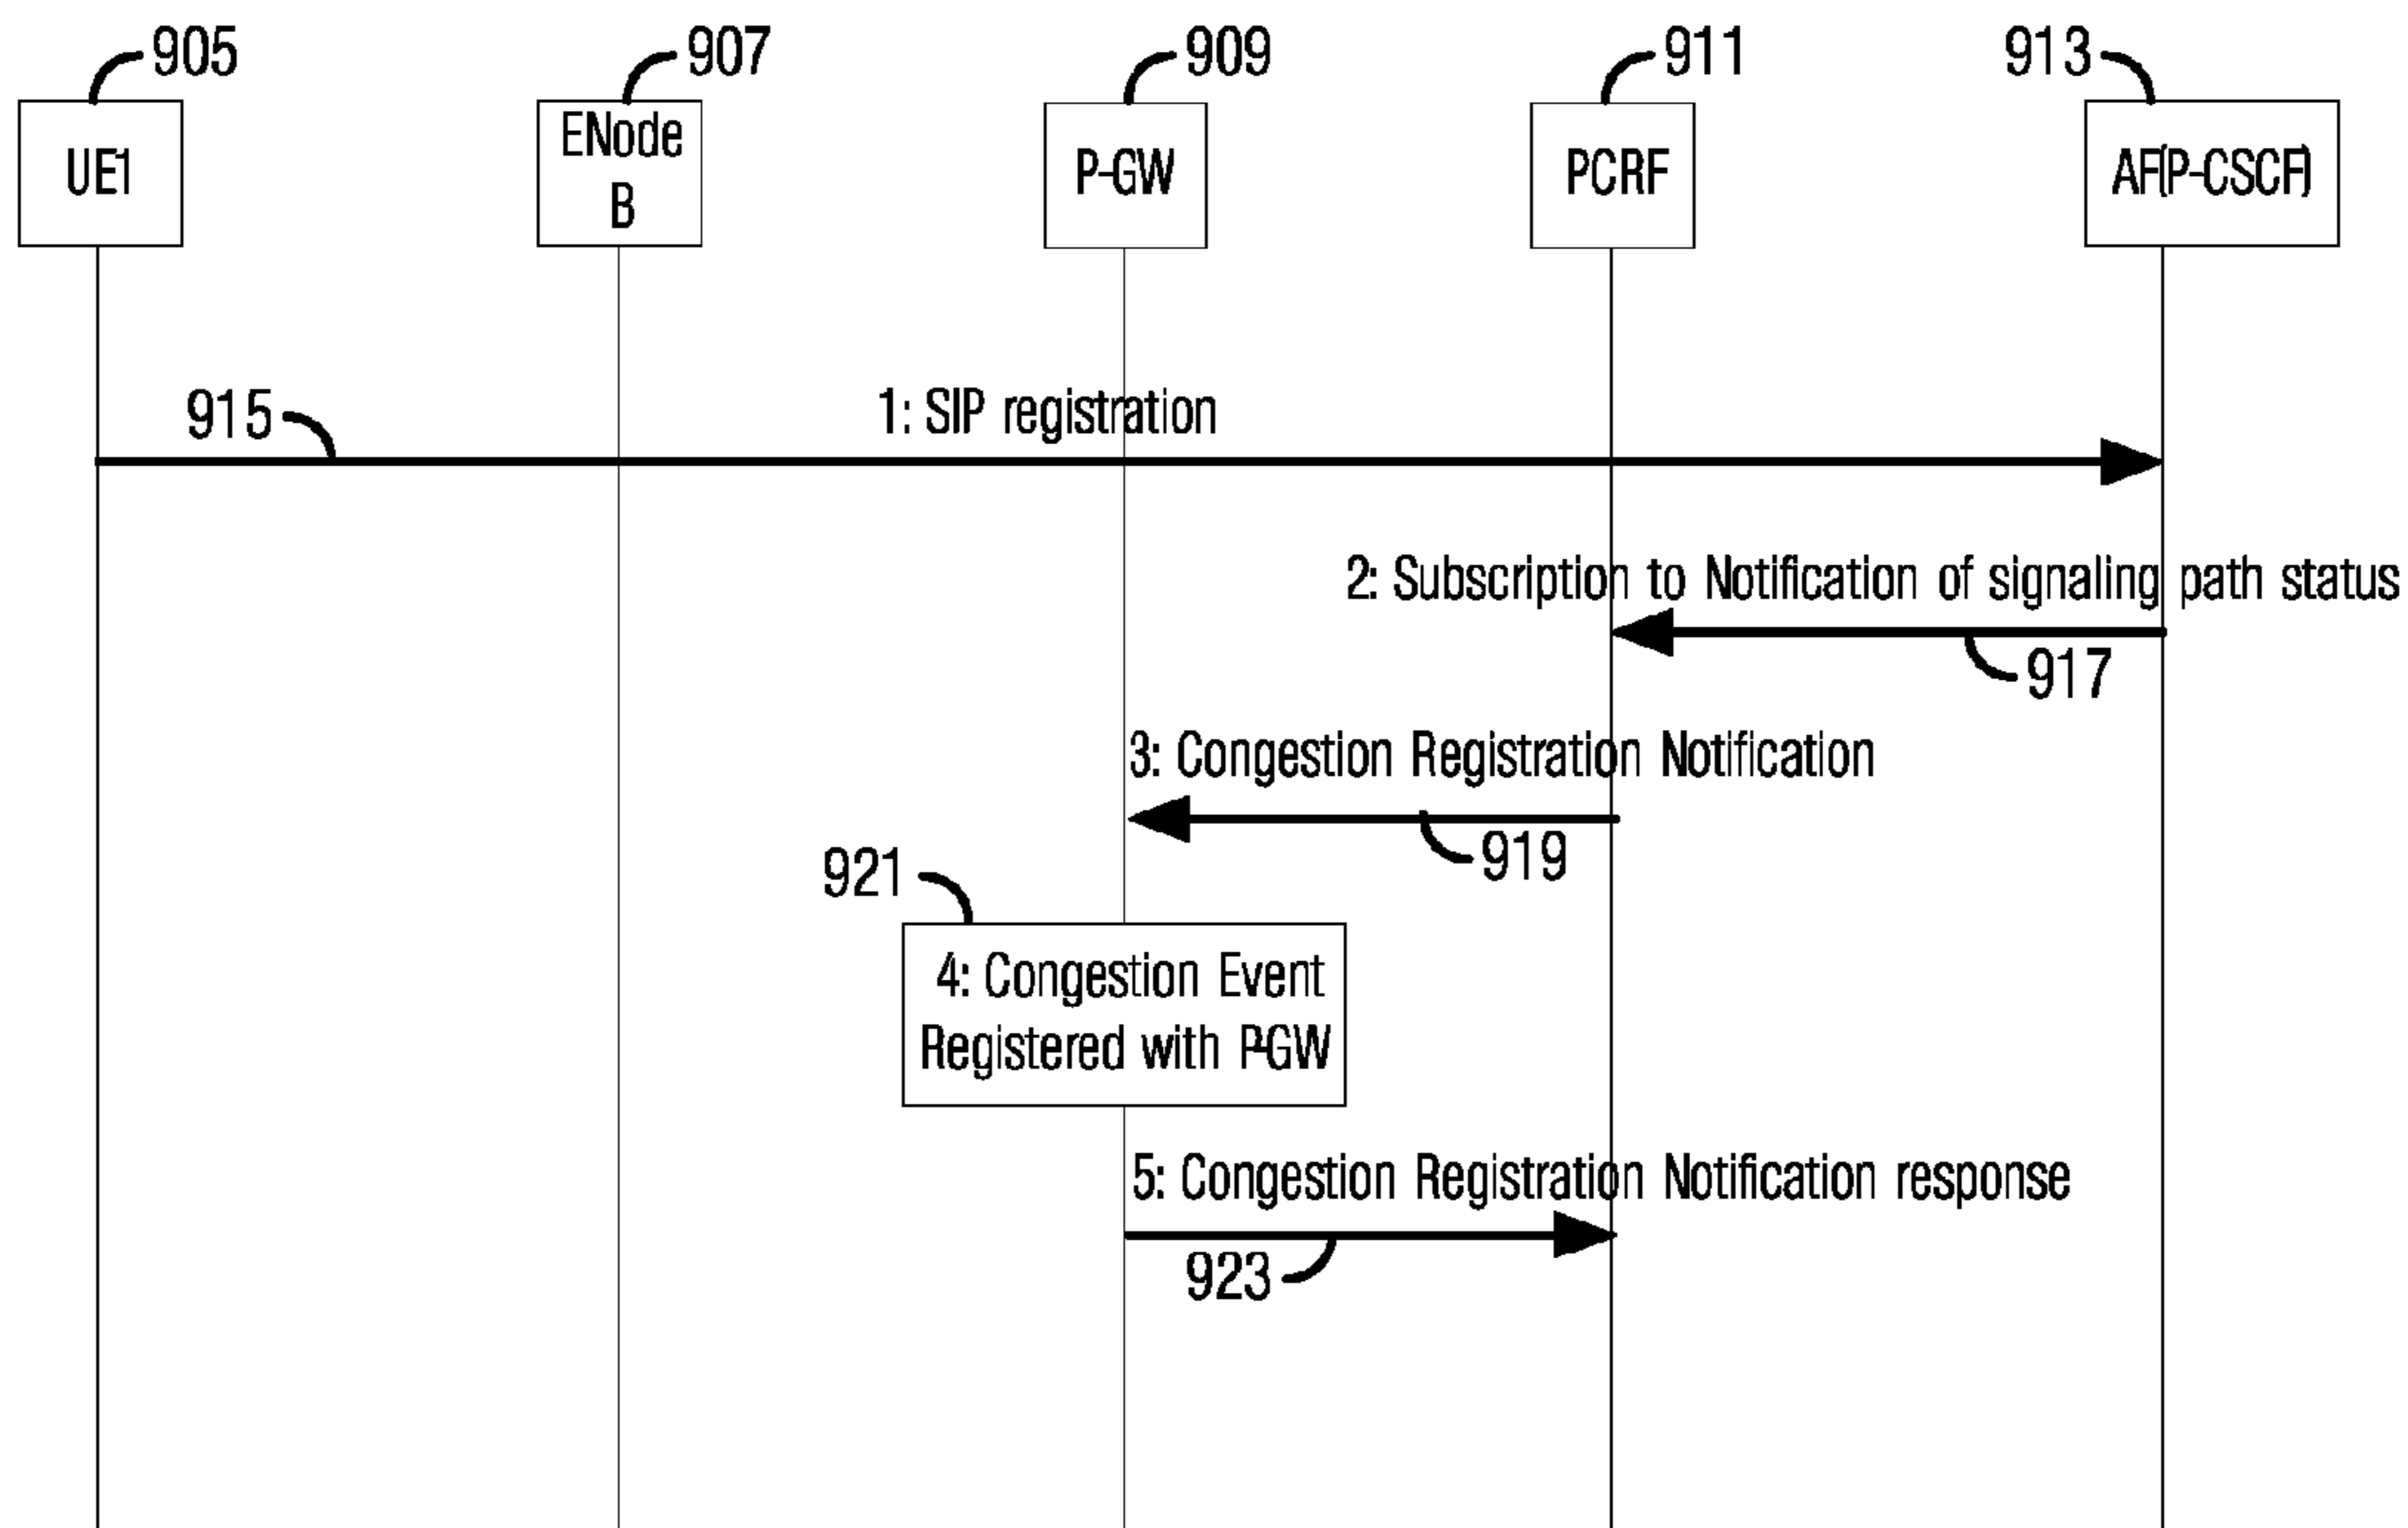 905
907
909
911
913
UE1
ENode
B
P-GW
PCRF
AF(P-CSCF)
915
1: SIP registration
2: Subscription to Notification of signaling path status
917
3: Congestion Registration Notification
919
921
4: Congestion Event
Registered with P-GW
5: Congestion Registration Notification response
923